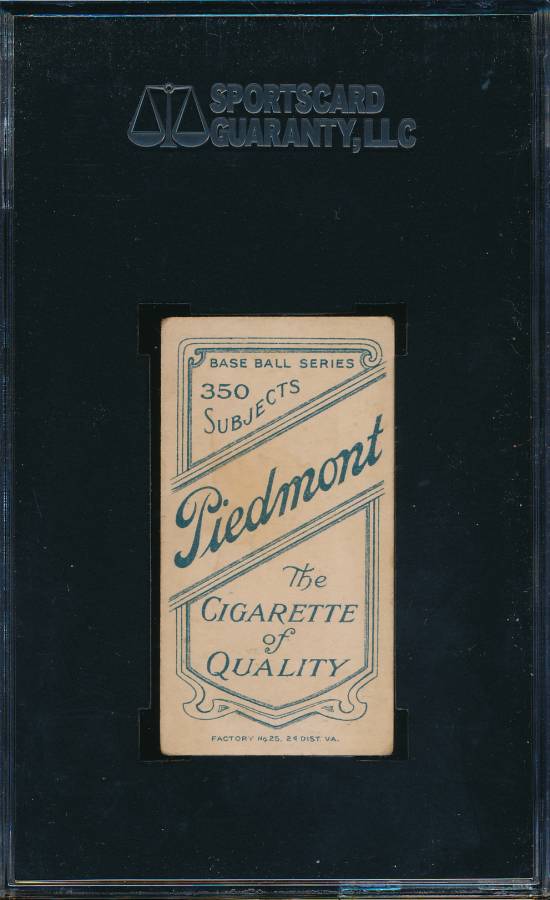 SPORTSCARD
GUARANTY, LLC
BASE BALL SERIES
350
SUBJECTS
Piedmont
The
CIGARETTE
of
QUALITY
FACTORY No 25, 2d DIST. VA.